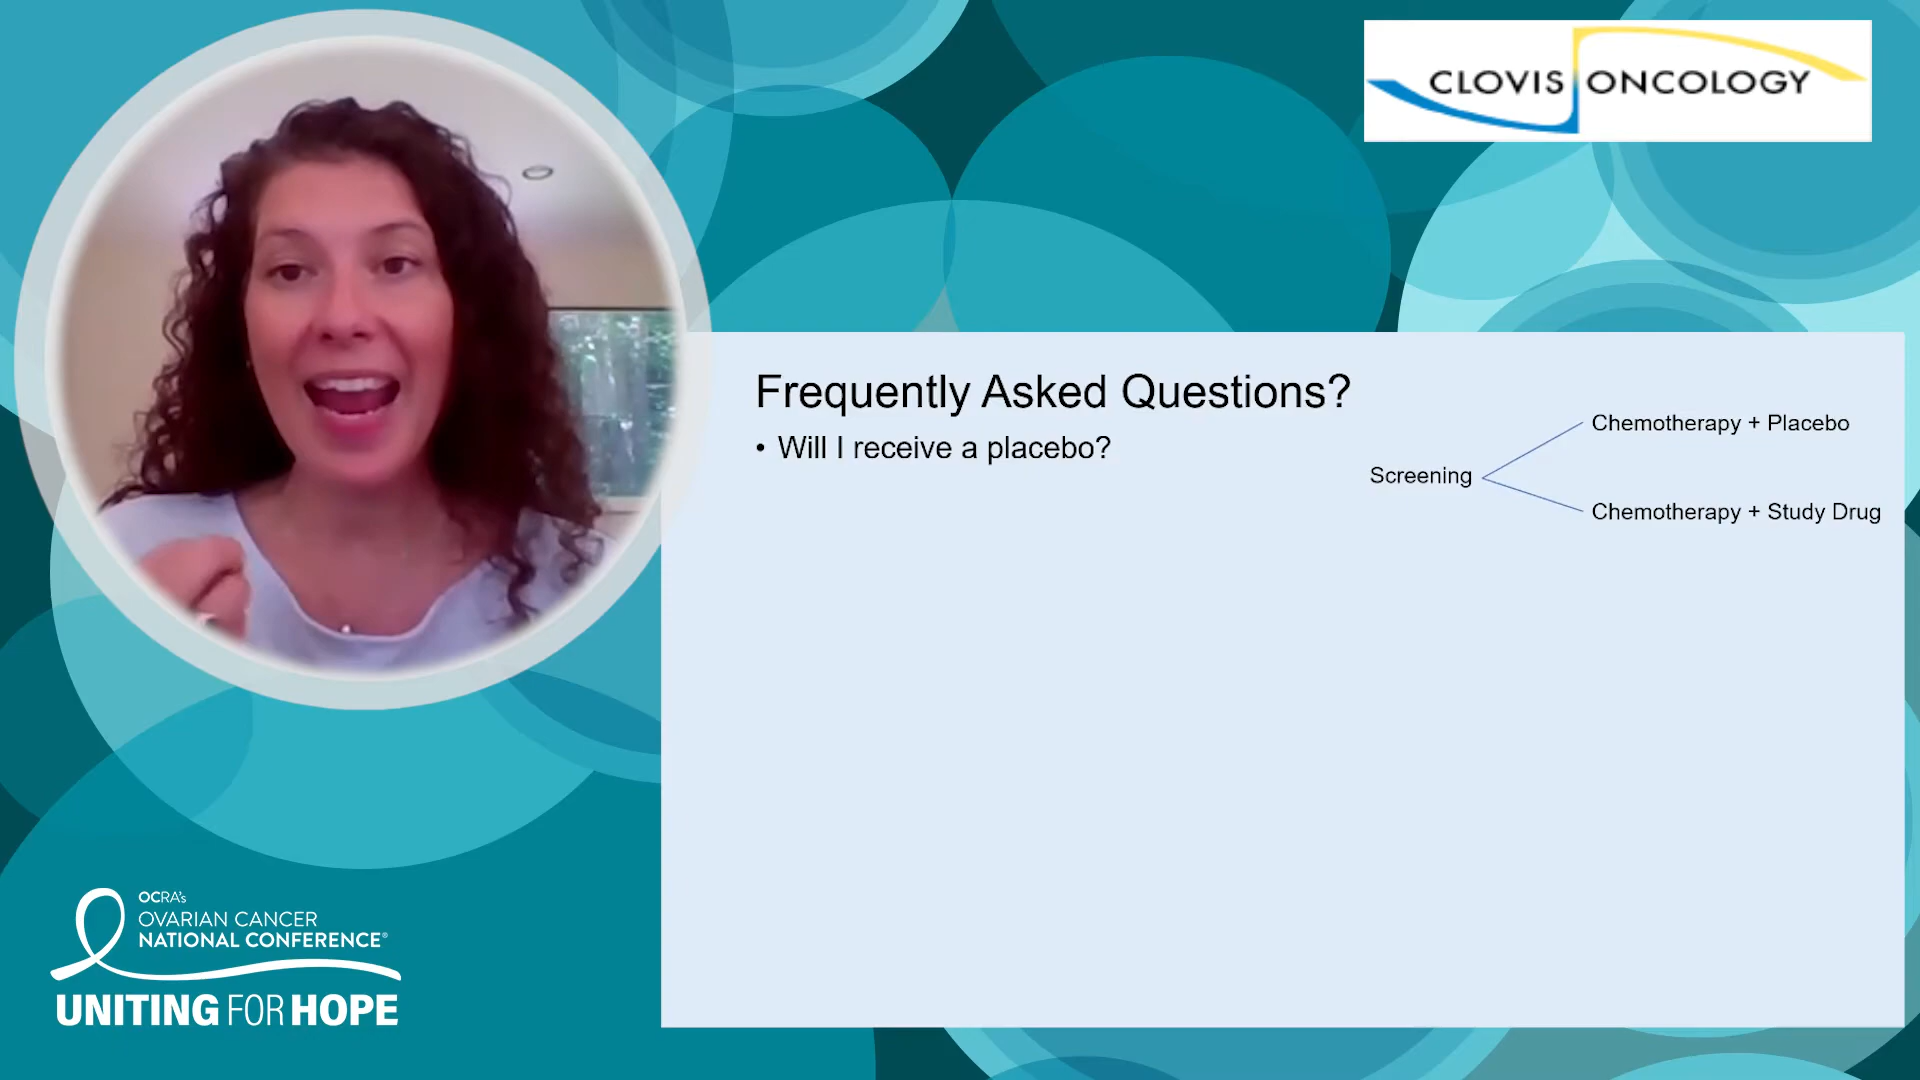 CLOVIS ONCOLOGY
Frequently Asked Questions?
• Will I receive a placebo?
Chemotherapy + Placebo
Screening
Chemotherapy + Study Drug
OCRA's
OVARIAN CANCER
NATIONAL CONFERENCE®
UNITING FOR HOPE